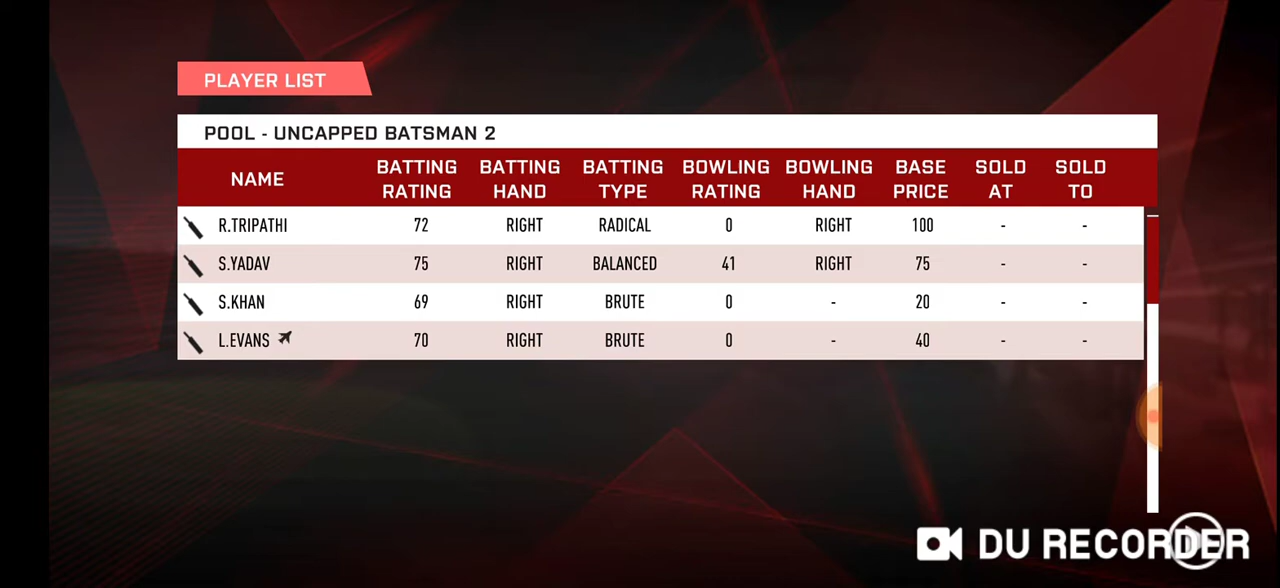 PLAYER LIST
POOL - UNCAPPED BATSMAN 2
NAME BATTING RATING BATTING HAND BATTING TYPE BOWLING RATING BOWLING HAND BASE PRICE SOLD AT SOLD TO
R.TRIPATHI 72 RIGHT RADICAL 0 RIGHT 100 - -
S.YADAV 75 RIGHT BALANCED 41 RIGHT 75 - -
S.KHAN 69 RIGHT BRUTE 0 - 20 - -
L.EVANS 70 RIGHT BRUTE 0 - 40 - -
DU RECORDER